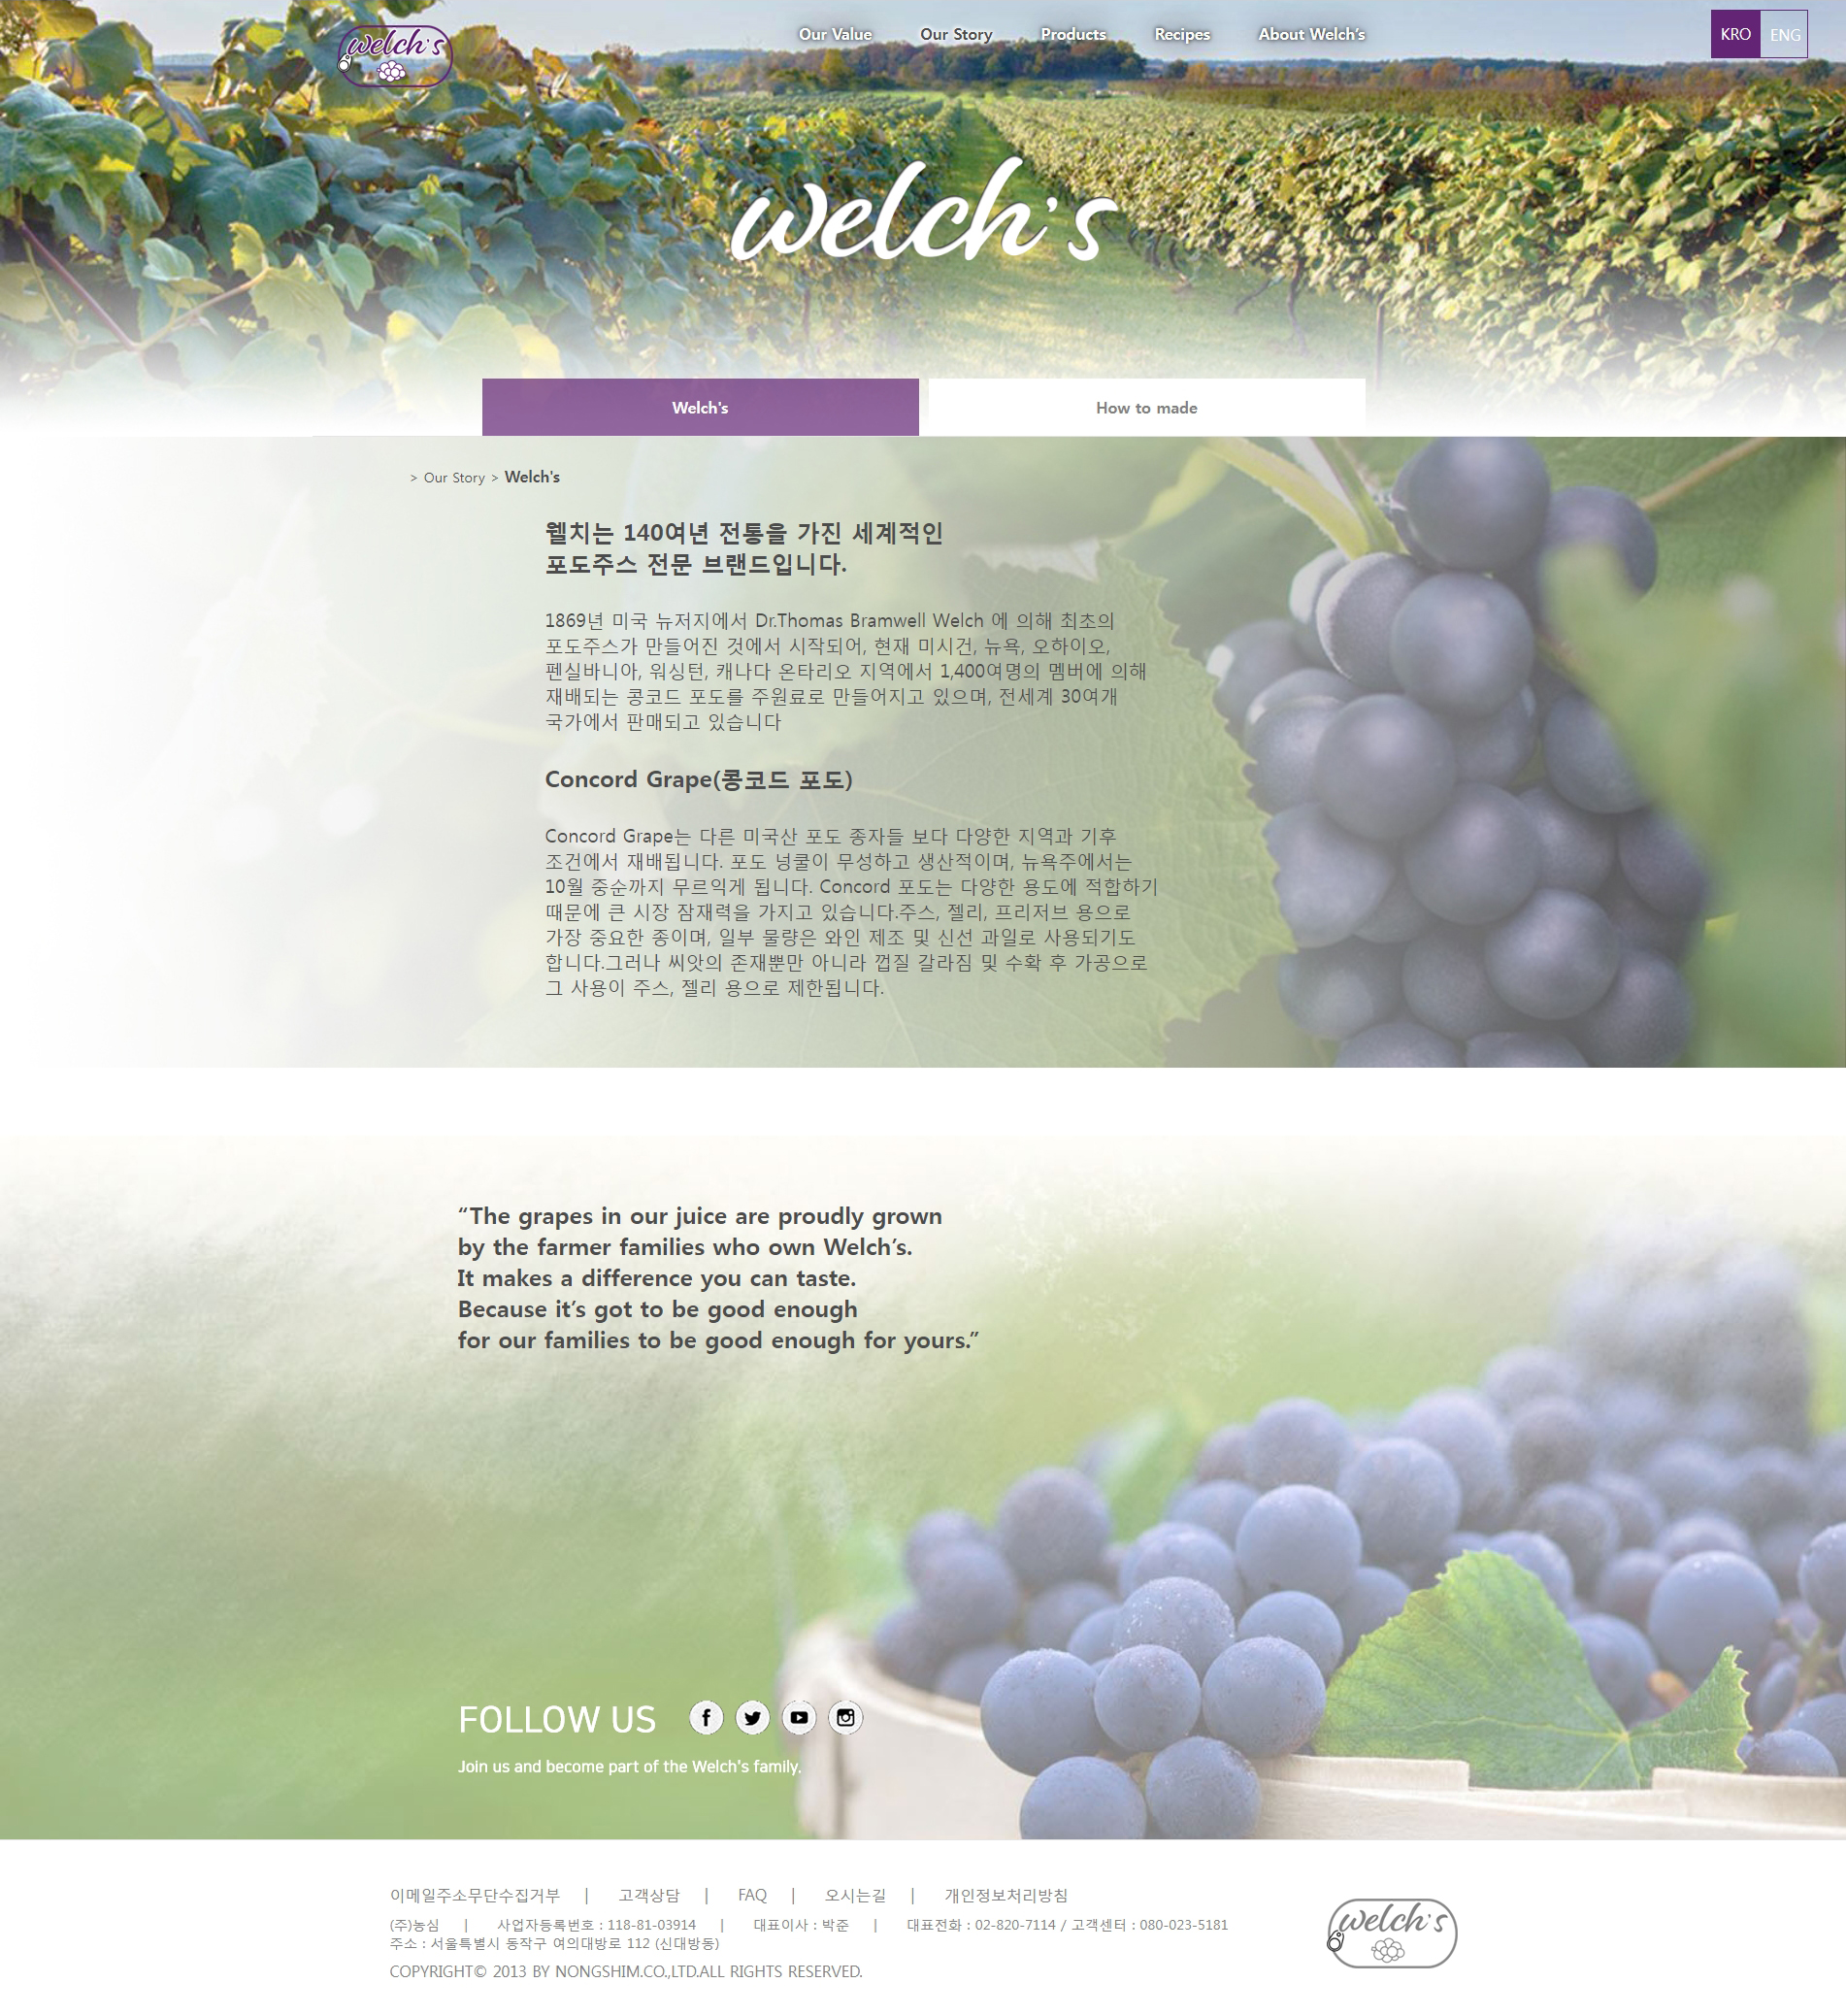 welch's
Our Value
Our Story
Products
Recipes
About Welch's
KRO
ENG
welch's
Welch's
How to made
> Our Story > Welch's
웰치는 140여년 전통을 가진 세계적인
포도주스 전문 브랜드입니다.
1869년 미국 뉴저지에서 Dr.Thomas Bramwell Welch 에 의해 최초의
포도주스가 만들어진 것에서 시작되어, 현재 미시건, 뉴욕, 오하이오,
펜실바니아, 워싱턴, 캐나다 온타리오 지역에서 1,400여명의 멤버에 의해
재배되는 콩코드 포도를 주원료로 만들어지고 있으며, 전세계 30여개
국가에서 판매되고 있습니다
Concord Grape(콩코드 포도)
Concord Grape는 다른 미국산 포도 종자들 보다 다양한 지역과 기후
조건에서 재배됩니다. 포도 넝쿨이 무성하고 생산적이며, 뉴욕주에서는
10월 중순까지 무르익게 됩니다. Concord 포도는 다양한 용도에 적합하기
때문에 큰 시장 잠재력을 가지고 있습니다.주스, 젤리, 프리저브 용으로
가장 중요한 종이며, 일부 물량은 와인 제조 및 신선 과일로 사용되기도
합니다.그러나 씨앗의 존재뿐만 아니라 껍질 갈라짐 및 수확 후 가공으로
그 사용이 주스, 젤리 용으로 제한됩니다.
“The grapes in our juice are proudly grown
by the farmer families who own Welch’s.
It makes a difference you can taste.
Because it’s got to be good enough
for our families to be good enough for yours.”
FOLLOW US
Join us and become part of the Welch's family.
이메일주소무단수집거부 | 고객상담 | FAQ | 오시는길 | 개인정보처리방침
(주)농심 | 사업자등록번호 : 118-81-03914 | 대표이사 : 박준 | 대표전화 : 02-820-7114 / 고객센터 : 080-023-5181
주소 : 서울특별시 동작구 여의대방로 112 (신대방동)
COPYRIGHT© 2013 BY NONGSHIM.CO.,LTD.ALL RIGHTS RESERVED.
welch's